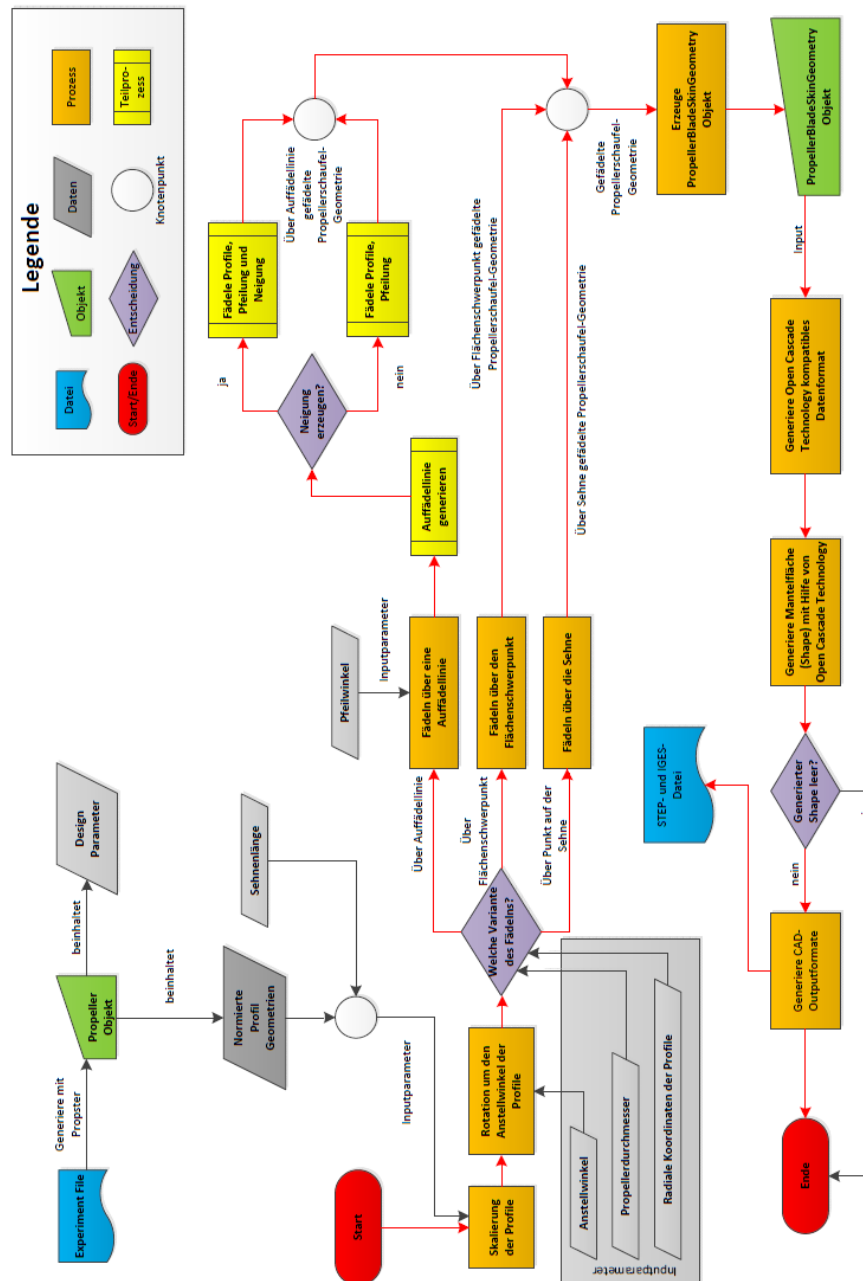 Legende
Datei
Objekt
Daten
Prozess
Start/Ende
Entscheidung
Knotenpunkt
Teilpro-
zess
Experiment File
Generiere mit
Propster
Propeller
Objekt
beinhaltet
Design
Parameter
beinhaltet
Normierte
Profil
Geometrien
Sehnenlänge
Inputparameter
Start
Skalierung
der Profile
Rotation um den
Anstellwinkel der
Profile
Inputparameter
Anstellwinkel
Propellerdurchmesser
Radiale Koordinaten der Profile
Welche Variante
des Fädelns?
Über Auffädellinie
Über
Flächenschwerpunkt
Über Punkt auf der
Sehne
Pfeilwinkel
Inputparameter
Fädeln über eine
Auffädellinie
Fädeln über den
Flächenschwerpunkt
Fädeln über die Sehne
Auffädellinie
generieren
Neigung
erzeugen?
ja
nein
Fädele Profile,
Pfeilung und
Neigung
Fädele Profile,
Pfeilung
Über Auffädellinie
gefädelte
Propellerschaufel-
Geometrie
Über Flächenschwerpunkt gefädelte
Propellerschaufel-Geometrie
Über Sehne gefädelte Propellerschaufel-Geometrie
Gefädelte
Propellerschaufel-
Geometrie
Erzeuge
PropellerBladeSkinGeometry
Objekt
PropellerBladeSkinGeometry
Objekt
Input
Generiere Open Cascade
Technology kompatibles
Datenformat
Generiere Mantelfläche
(Shape) mit Hilfe von
Open Cascade Technology
Generierter
Shape leer?
nein
Generiere CAD-
Outputformate
STEP- und IGES-
Datei
Ende